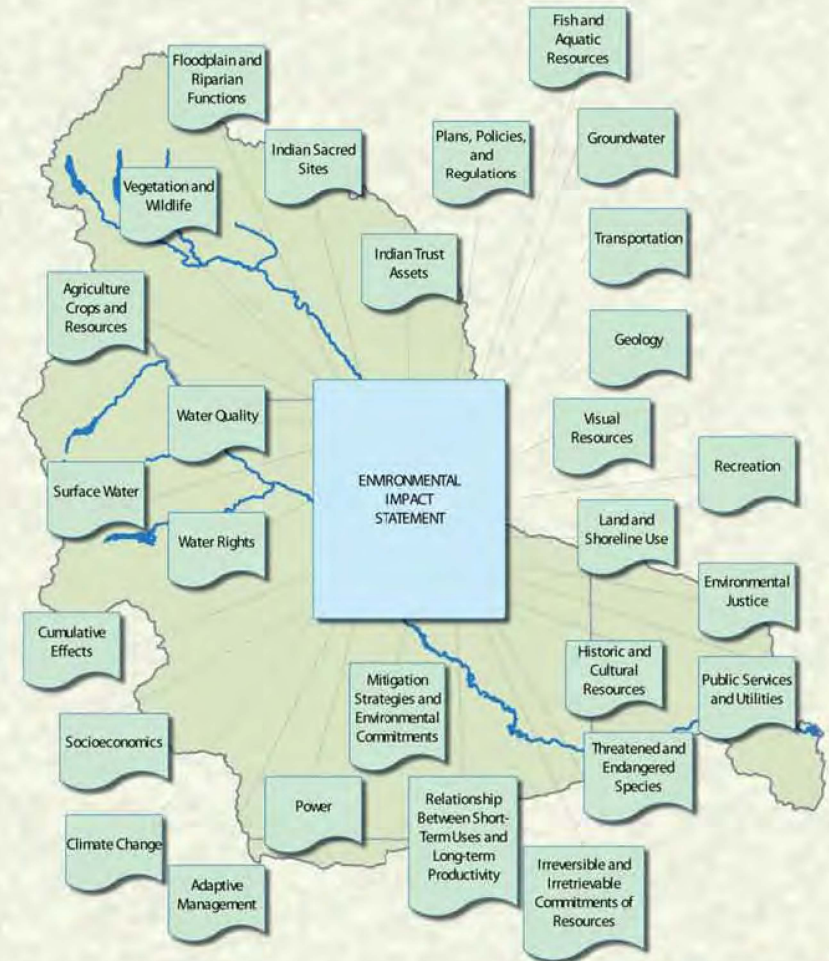 Fish and
Aquatic
Resources
Floodplain and
Riparian
Functions
Plans, Policies,
and
Regulations
Groundwater
Indian Sacred
Sites
Vegetation and
Wildlife
Transportation
Indian Trust
Assets
Agriculture
Crops and
Resources
Geology
Water Quality
Visual
Resources
Recreation
ENVIRONMENTAL
IMPACT
STATEMENT
Surface Water
Land and
Shoreline Use
Water Rights
Environmental
Justice
Cumulative
Effects
Historic and
Cultural
Resources
Mitigation
Strategies and
Environmental
Commitments
Public Services
and Utilities
Socioeconomics
Threatened and
Endangered
Species
Power
Relationship
Between Short-
Term Uses and
Long-term
Productivity
Climate Change
Adaptive
Management
Irreversible and
Irretrievable
Commitments of
Resources